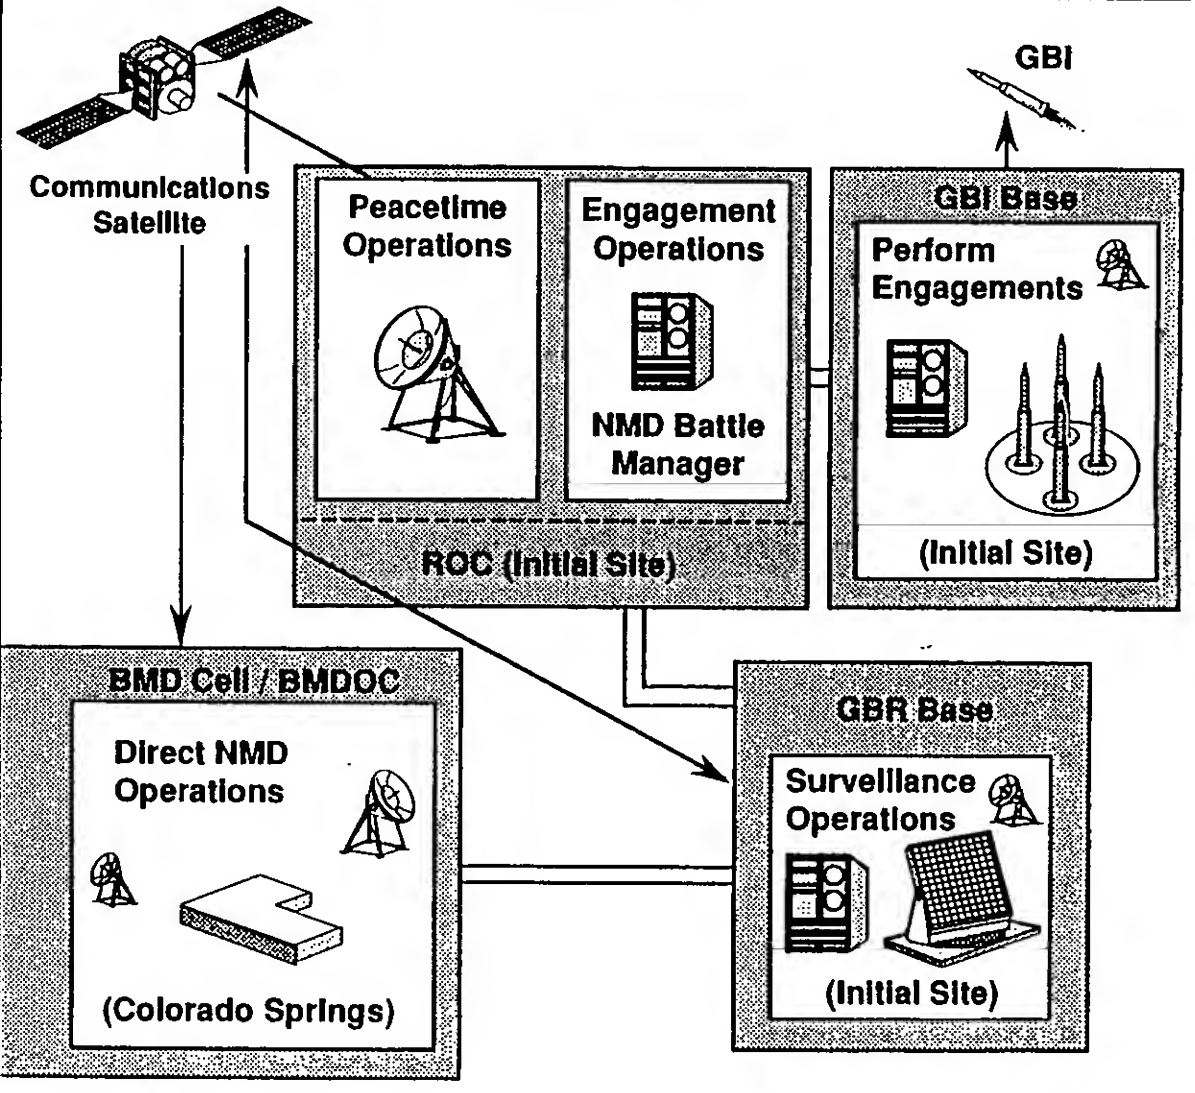 GBI
Communications
Satellite
Peacetime
Operations
Engagement
Operations
NMD Battle
Manager
ROC (Initial Site)
GBI Base
Perform
Engagements
(Initial Site)
BMD Cell / BMDOC
Direct NMD
Operations
(Colorado Springs)
GBR Base
Surveillance
Operations
(Initial Site)